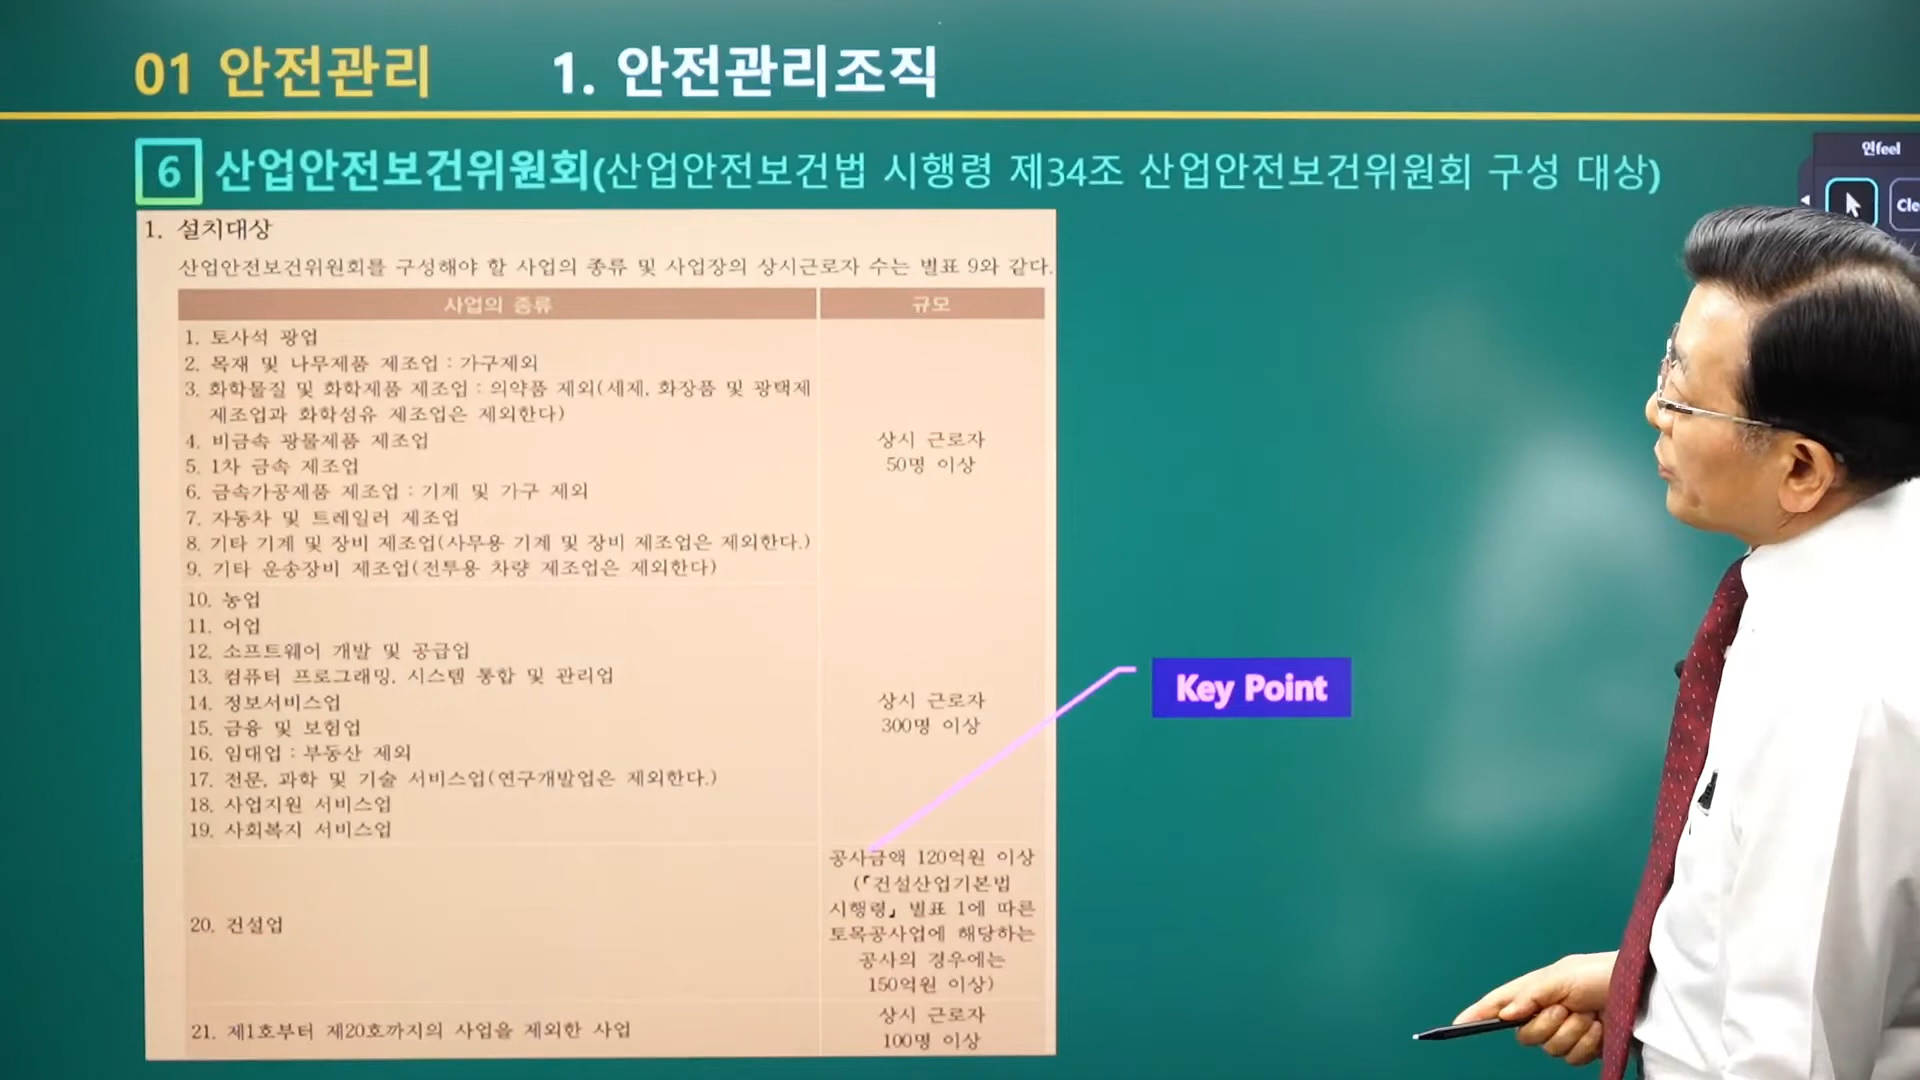 01 안전관리 1. 안전관리조직
연feel
6 산업안전보건위원회(산업안전보건법 시행령 제34조 산업안전보건위원회 구성 대상)
Cle
1. 설치대상
산업안전보건위원회를 구성해야 할 사업의 종류 및 사업장의 상시근로자 수는 별표 9와 같다.
사업의 종류 규모
1. 토사석 광업
2. 목재 및 나무제품 제조업 : 가구제외
3. 화학물질 및 화학제품 제조업 : 의약품 제외(세제, 화장품 및 광택제
제조업과 화학섬유 제조업은 제외한다)
4. 비금속 광물제품 제조업
5. 1차 금속 제조업
6. 금속가공제품 제조업 : 기계 및 가구 제외
7. 자동차 및 트레일러 제조업
8. 기타 기계 및 장비 제조업(사무용 기계 및 장비 제조업은 제외한다.)
9. 기타 운송장비 제조업(전투용 차량 제조업은 제외한다)
상시 근로자
50명 이상
10. 농업
11. 어업
12. 소프트웨어 개발 및 공급업
13. 컴퓨터 프로그래밍, 시스템 통합 및 관리업
14. 정보서비스업
15. 금융 및 보험업
16. 임대업 : 부동산 제외
17. 전문, 과학 및 기술 서비스업(연구개발업은 제외한다.)
18. 사업지원 서비스업
19. 사회복지 서비스업
상시 근로자
300명 이상
Key Point
20. 건설업
공사금액 120억원 이상
(「건설산업기본법
시행령」 별표 1에 따른
토목공사업에 해당하는
공사의 경우에는
150억원 이상)
21. 제1호부터 제20호까지의 사업을 제외한 사업
상시 근로자
100명 이상